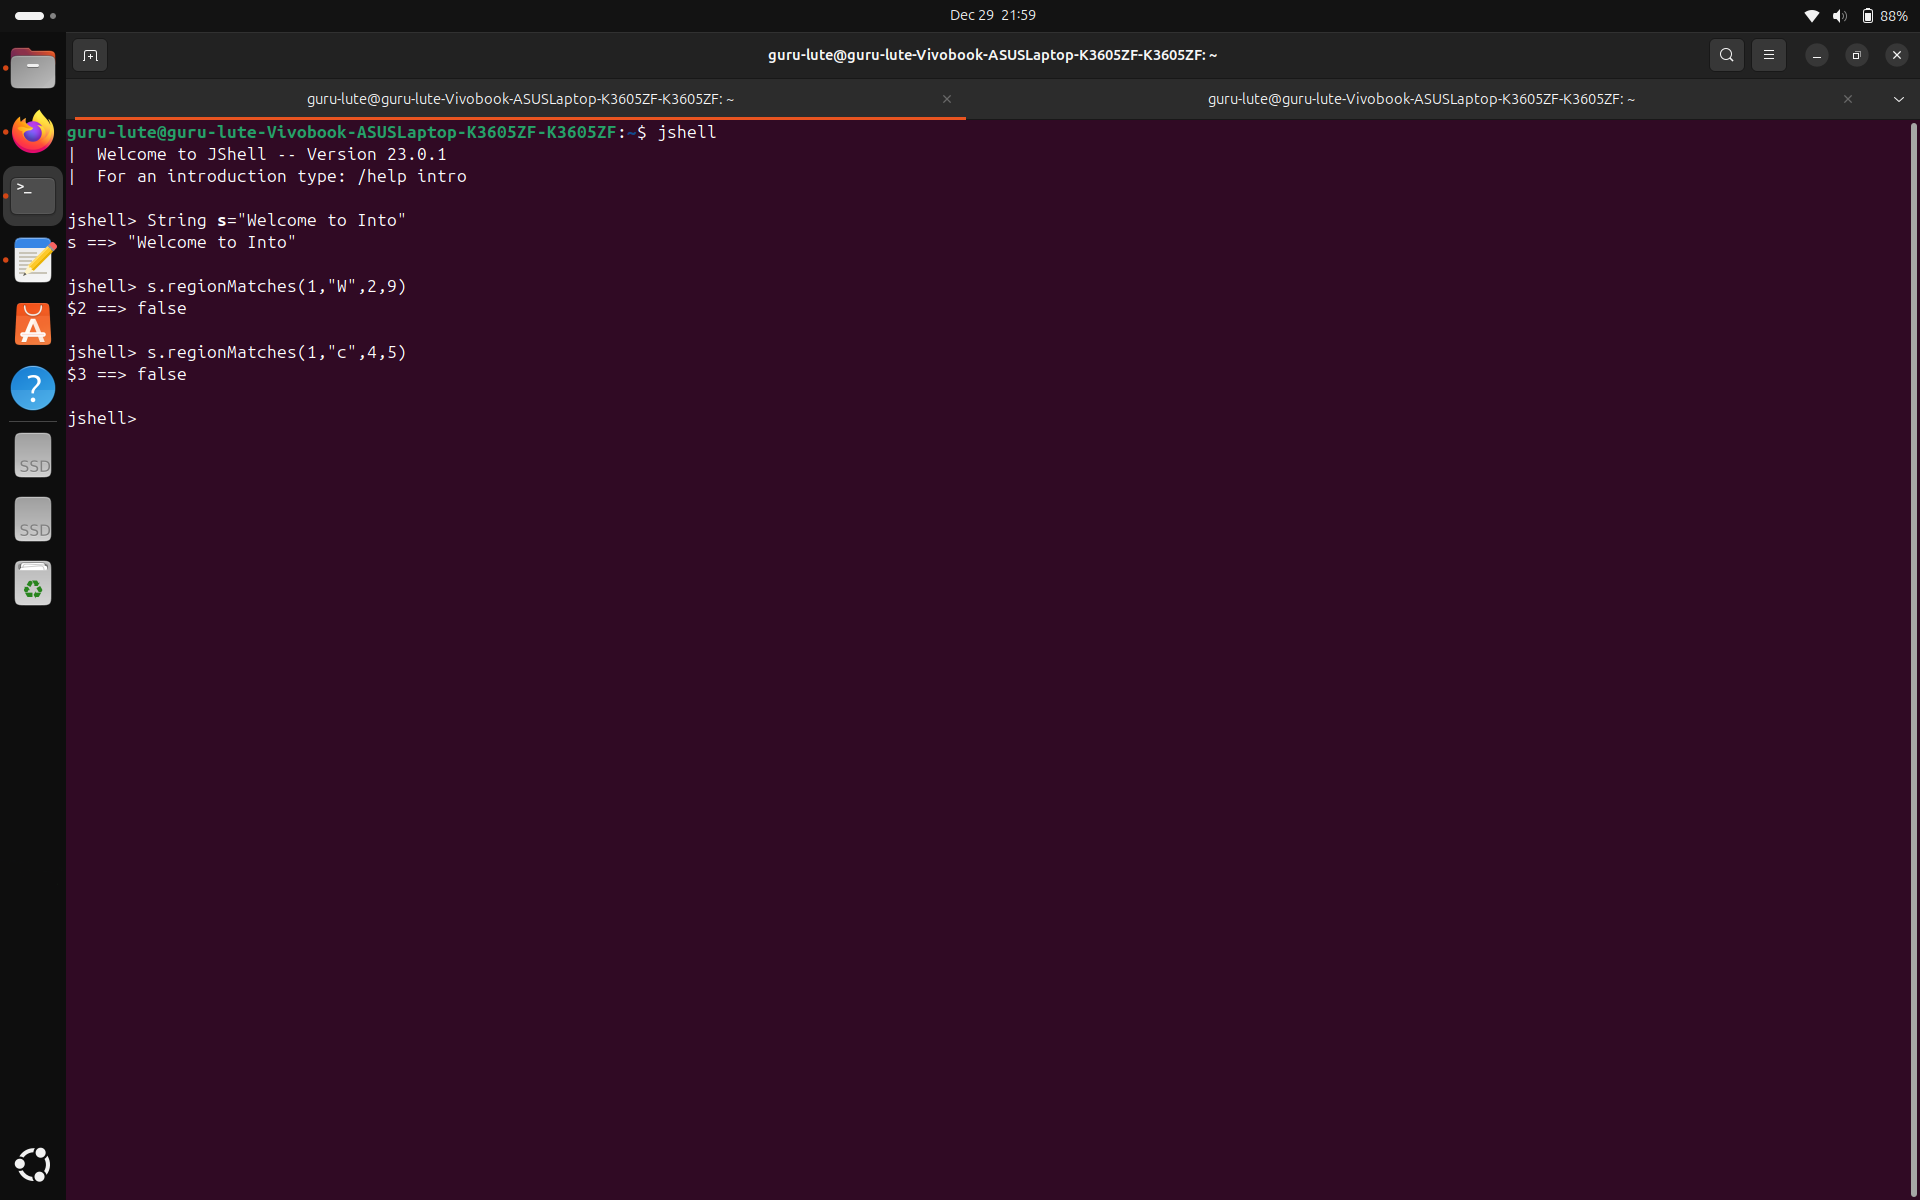 Dec 29 21:59
88%
guru-lute@guru-lute-Vivobook-ASUSLaptop-K3605ZF-K3605ZF: ~
guru-lute@guru-lute-Vivobook-ASUSLaptop-K3605ZF-K3605ZF: ~
guru-lute@guru-lute-Vivobook-ASUSLaptop-K3605ZF-K3605ZF: ~
guru-lute@guru-lute-Vivobook-ASUSLaptop-K3605ZF-K3605ZF:~$ jshell
|  Welcome to JShell -- Version 23.0.1
|  For an introduction type: /help intro
jshell> String s="Welcome to Into"
s ==> "Welcome to Into"
jshell> s.regionMatches(1,"W",2,9)
$2 ==> false
jshell> s.regionMatches(1,"c",4,5)
$3 ==> false
jshell>
SSD
SSD